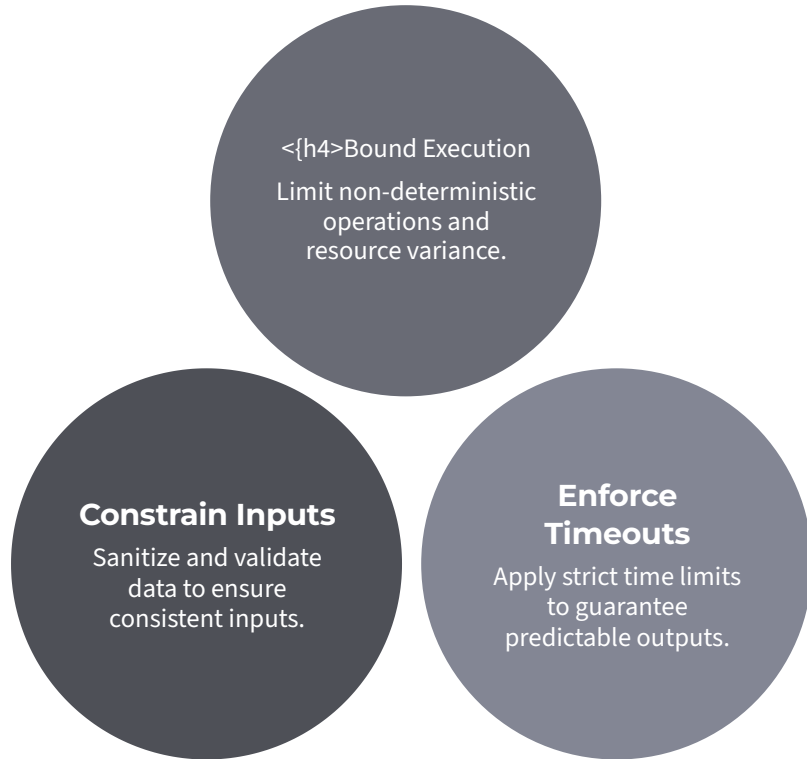 <{h4>Bound Execution
Limit non-deterministic
operations and
resource variance.
Constrain Inputs
Sanitize and validate
data to ensure
consistent inputs.
Enforce
Timeouts
Apply strict time limits
to guarantee
predictable outputs.